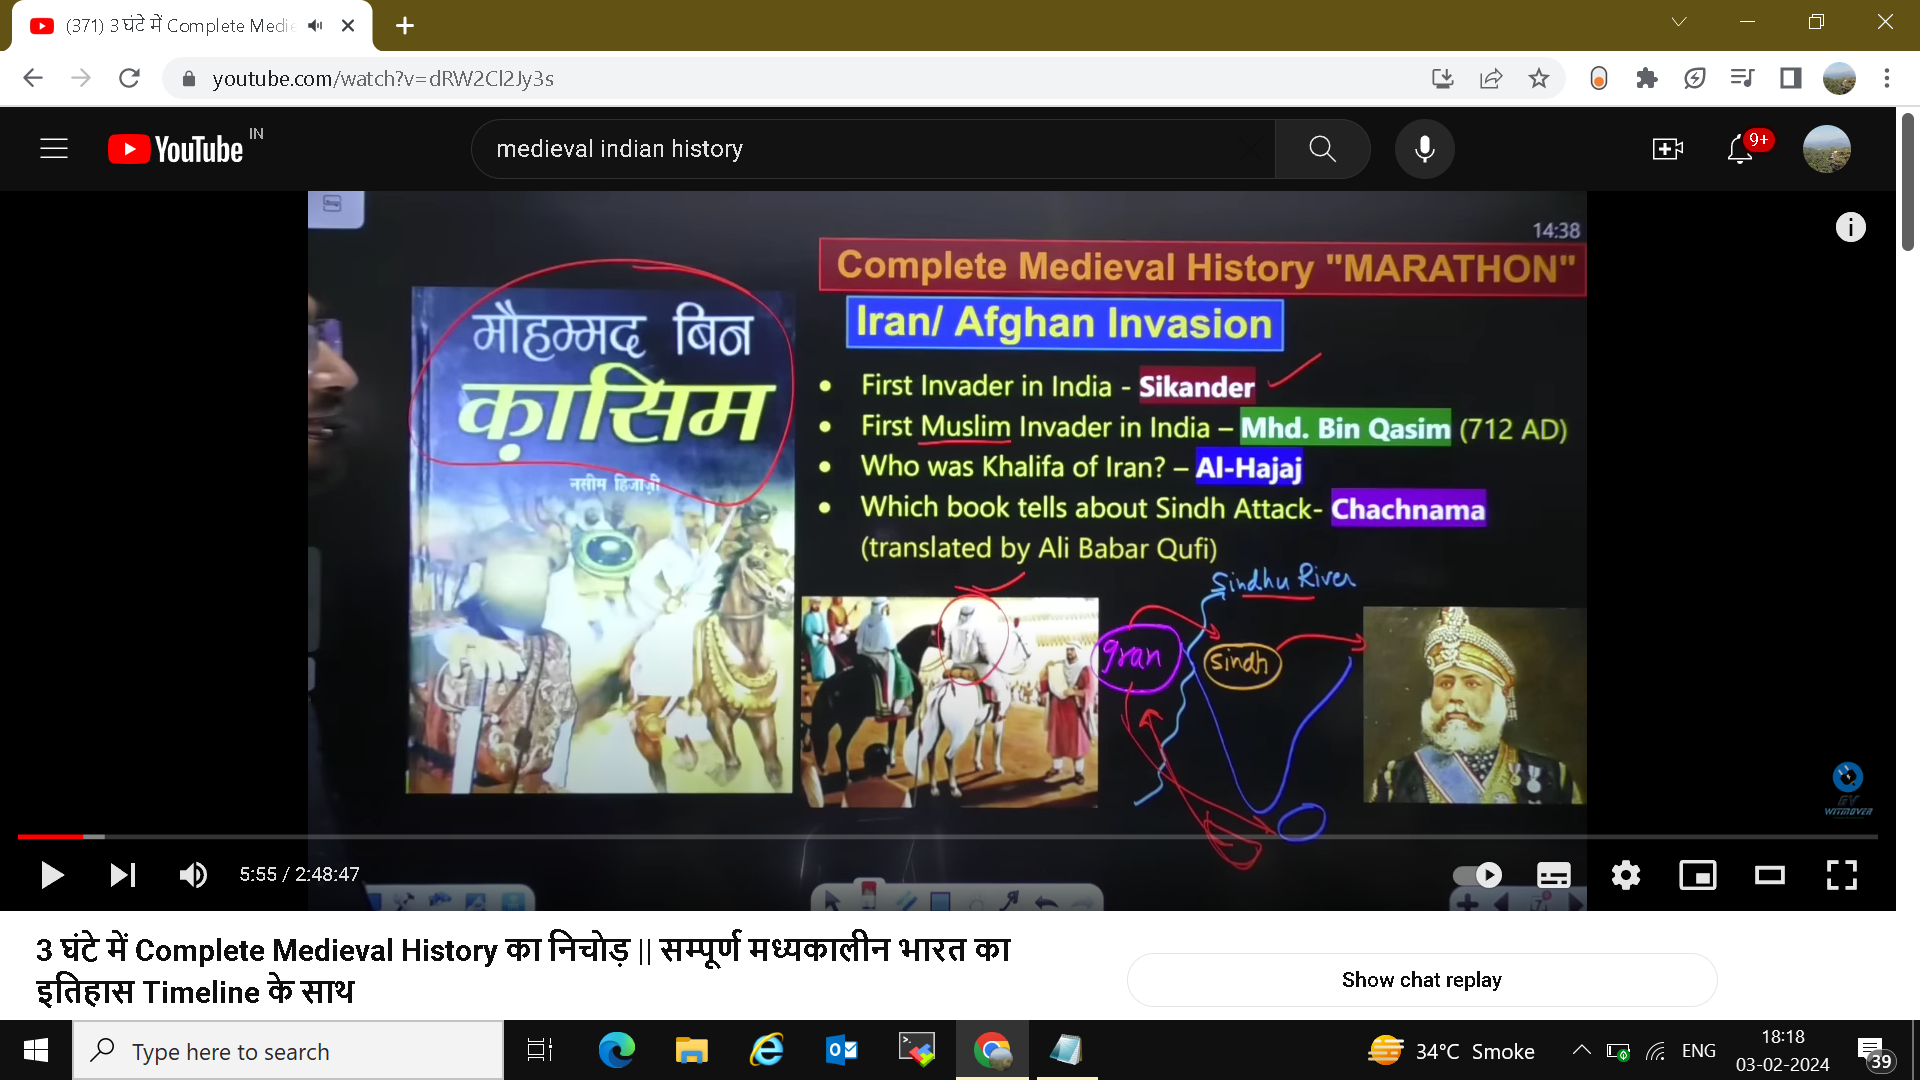 (371) 3 घंटे में Complete Medie
youtube.com/watch?v=dRW2Cl2Jy3s
YouTube IN
medieval indian history
9+
14:38
Complete Medieval History "MARATHON"
Iran/ Afghan Invasion
मौहम्मद बिन
क़ासिम
नसीम हिजाज़ी
• First Invader in India - Sikander
• First Muslim Invader in India – Mhd. Bin Qasim (712 AD)
• Who was Khalifa of Iran? – Al-Hajaj
• Which book tells about Sindh Attack- Chachnama
(translated by Ali Babar Qufi)
Sindhu River
Iran
Sindh
GV
WITMOVER
5:55 / 2:48:47
3 घंटे में Complete Medieval History का निचोड़ || सम्पूर्ण मध्यकालीन भारत का
इतिहास Timeline के साथ
Show chat replay
Type here to search
34°C Smoke
ENG
18:18
03-02-2024
39